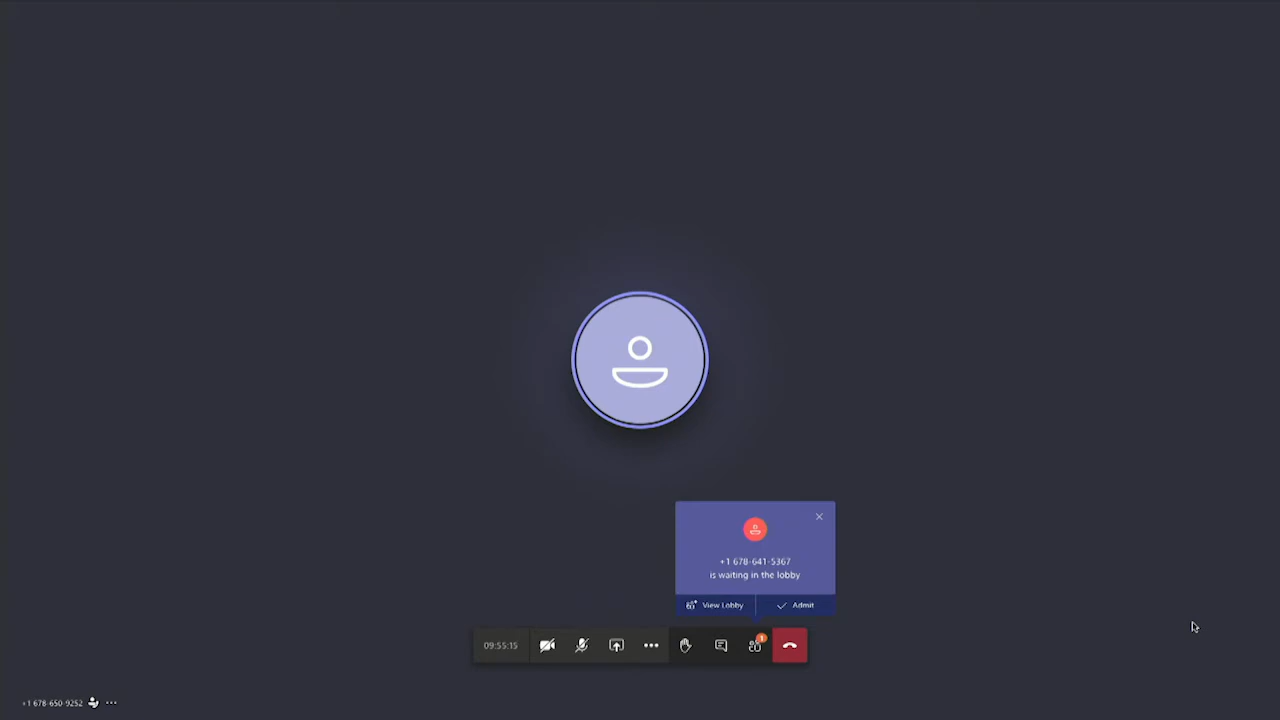 +1 678-641-5367
is waiting in the lobby
View Lobby
Admit
09:55:15
1
+1 678-650-9252